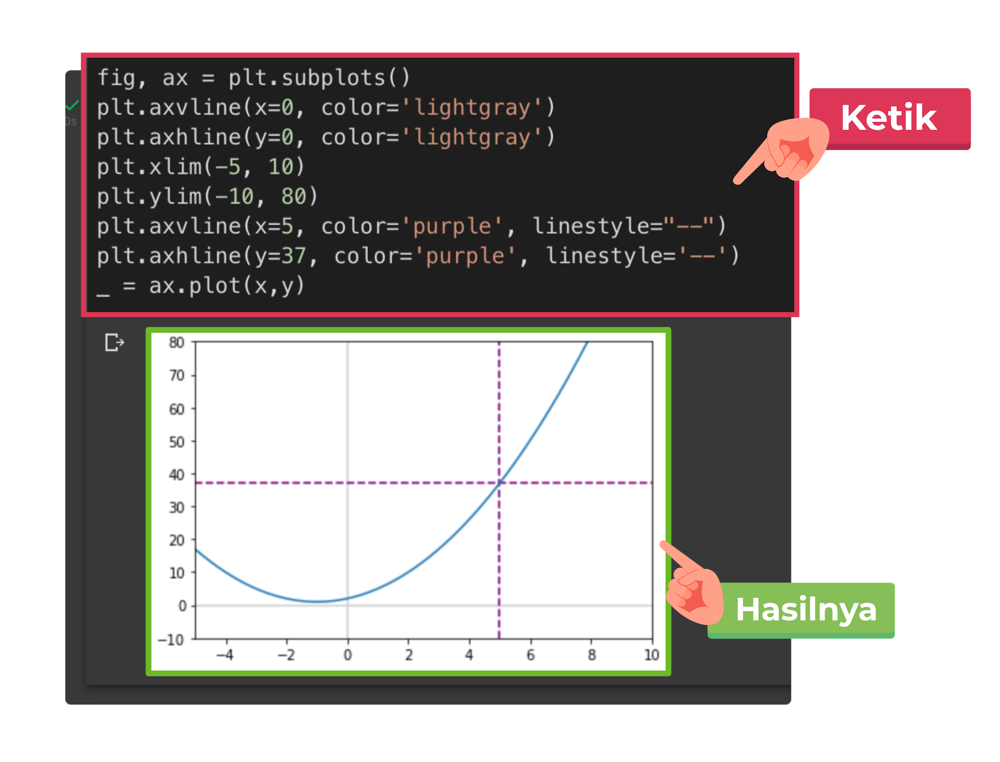 fig, ax = plt.subplots()
plt.axvline(x=0, color='lightgray')
plt.axhline(y=0, color='lightgray')
plt.xlim(-5, 10)
plt.ylim(-10, 80)
plt.axvline(x=5, color='purple', linestyle="--")
plt.axhline(y=37, color='purple', linestyle='--')
_ = ax.plot(x,y)
Ketik
0s
80
70
60
50
40
30
20
10
0
−10
−4 −2 0 2 4 6 8 10
Hasilnya